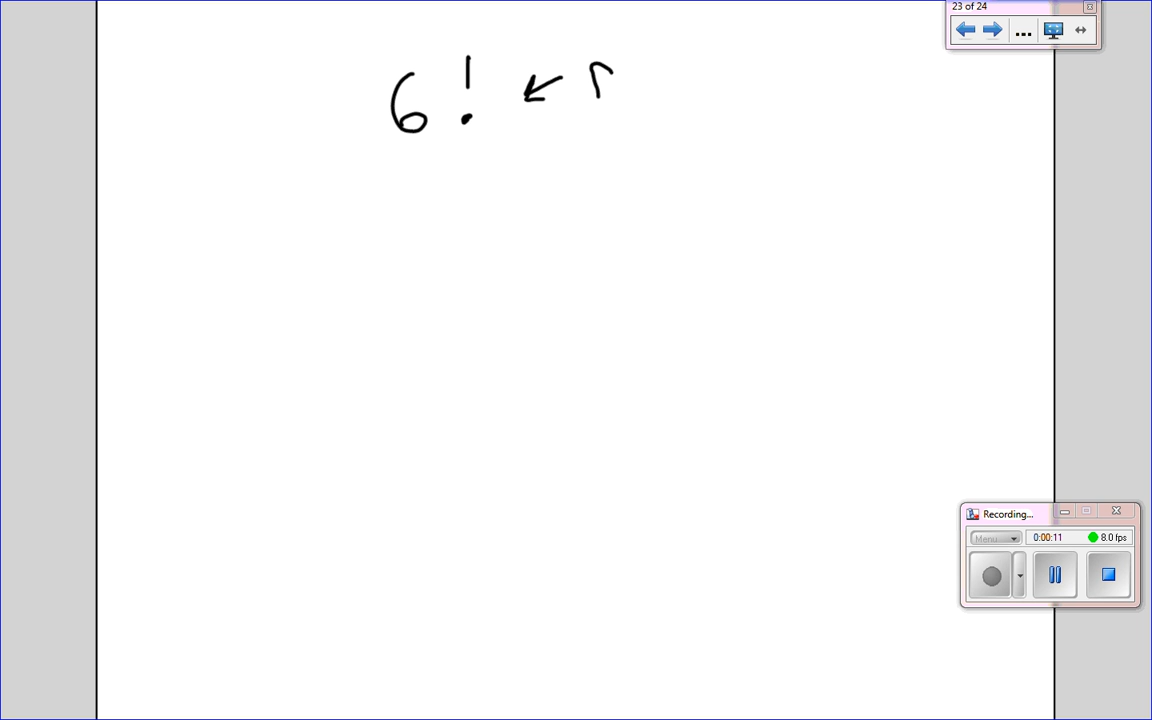 23 of 24
6! ← r
Recording...
Menu
0:00:11
8.0 fps